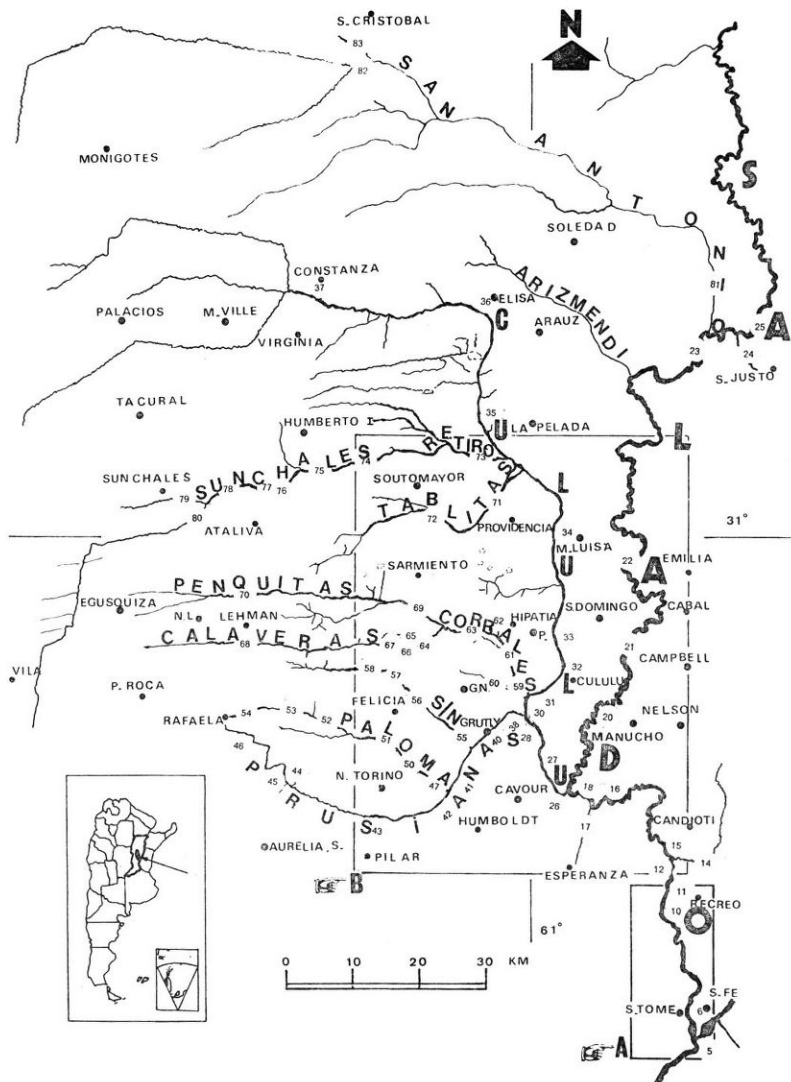 S. CRISTOBAL
N
83
82
SAN ANTONIO
MONIGOTES
S
SOLEDAD
CONSTANZA
37
ARIZMENDI
81
36 ELISA
C
PALACIOS
M. VILLE
ARAUZ
25
A
VIRGINIA
23
24
S. JUSTO
TACURAL
35
U
LA PELADA
L
HUMBERTO I
RETIRO
73
S
SUNCHALES
SUNCHALES
79
78
77
76
75
74
80
SOUTOMAYOR
TABLITAS
71
72
L
PROVIDENCIA
31°
ATALIVA
34
M. LUISA
U
22
A
EMILIA
SARMIENTO
PENQUITAS
70
EGUSQUIZA
69
CORRALES
62
HIPATIA
S.DOMINGO
CABAL
N.L.
LEHMAN
63
P.
33
CALAVERAS
68
67
65
66
64
61
21
VILA
58
57
60
59
32
CULULU
L
CAMPBELL
P. ROCA
GN.
FELICIA
56
SIN
31
30
RAFAELA
54
53
52
PALOMA
51
50
47
55
GRUTLY
40
38
28
20
NELSON
MANUCHO
46
PRUSIANAS
44
45
43
42
41
27
D
U
N. TORINO
CAVOUR
26
18
16
17
HUMBOLDT
CANDIOTI
AURELIA, S.
PILAR
15
14
12
ESPERANZA
B
11
RECREO
10
O
61°
0
10
20
30
KM
S.TOME
S. FE
6
A
5